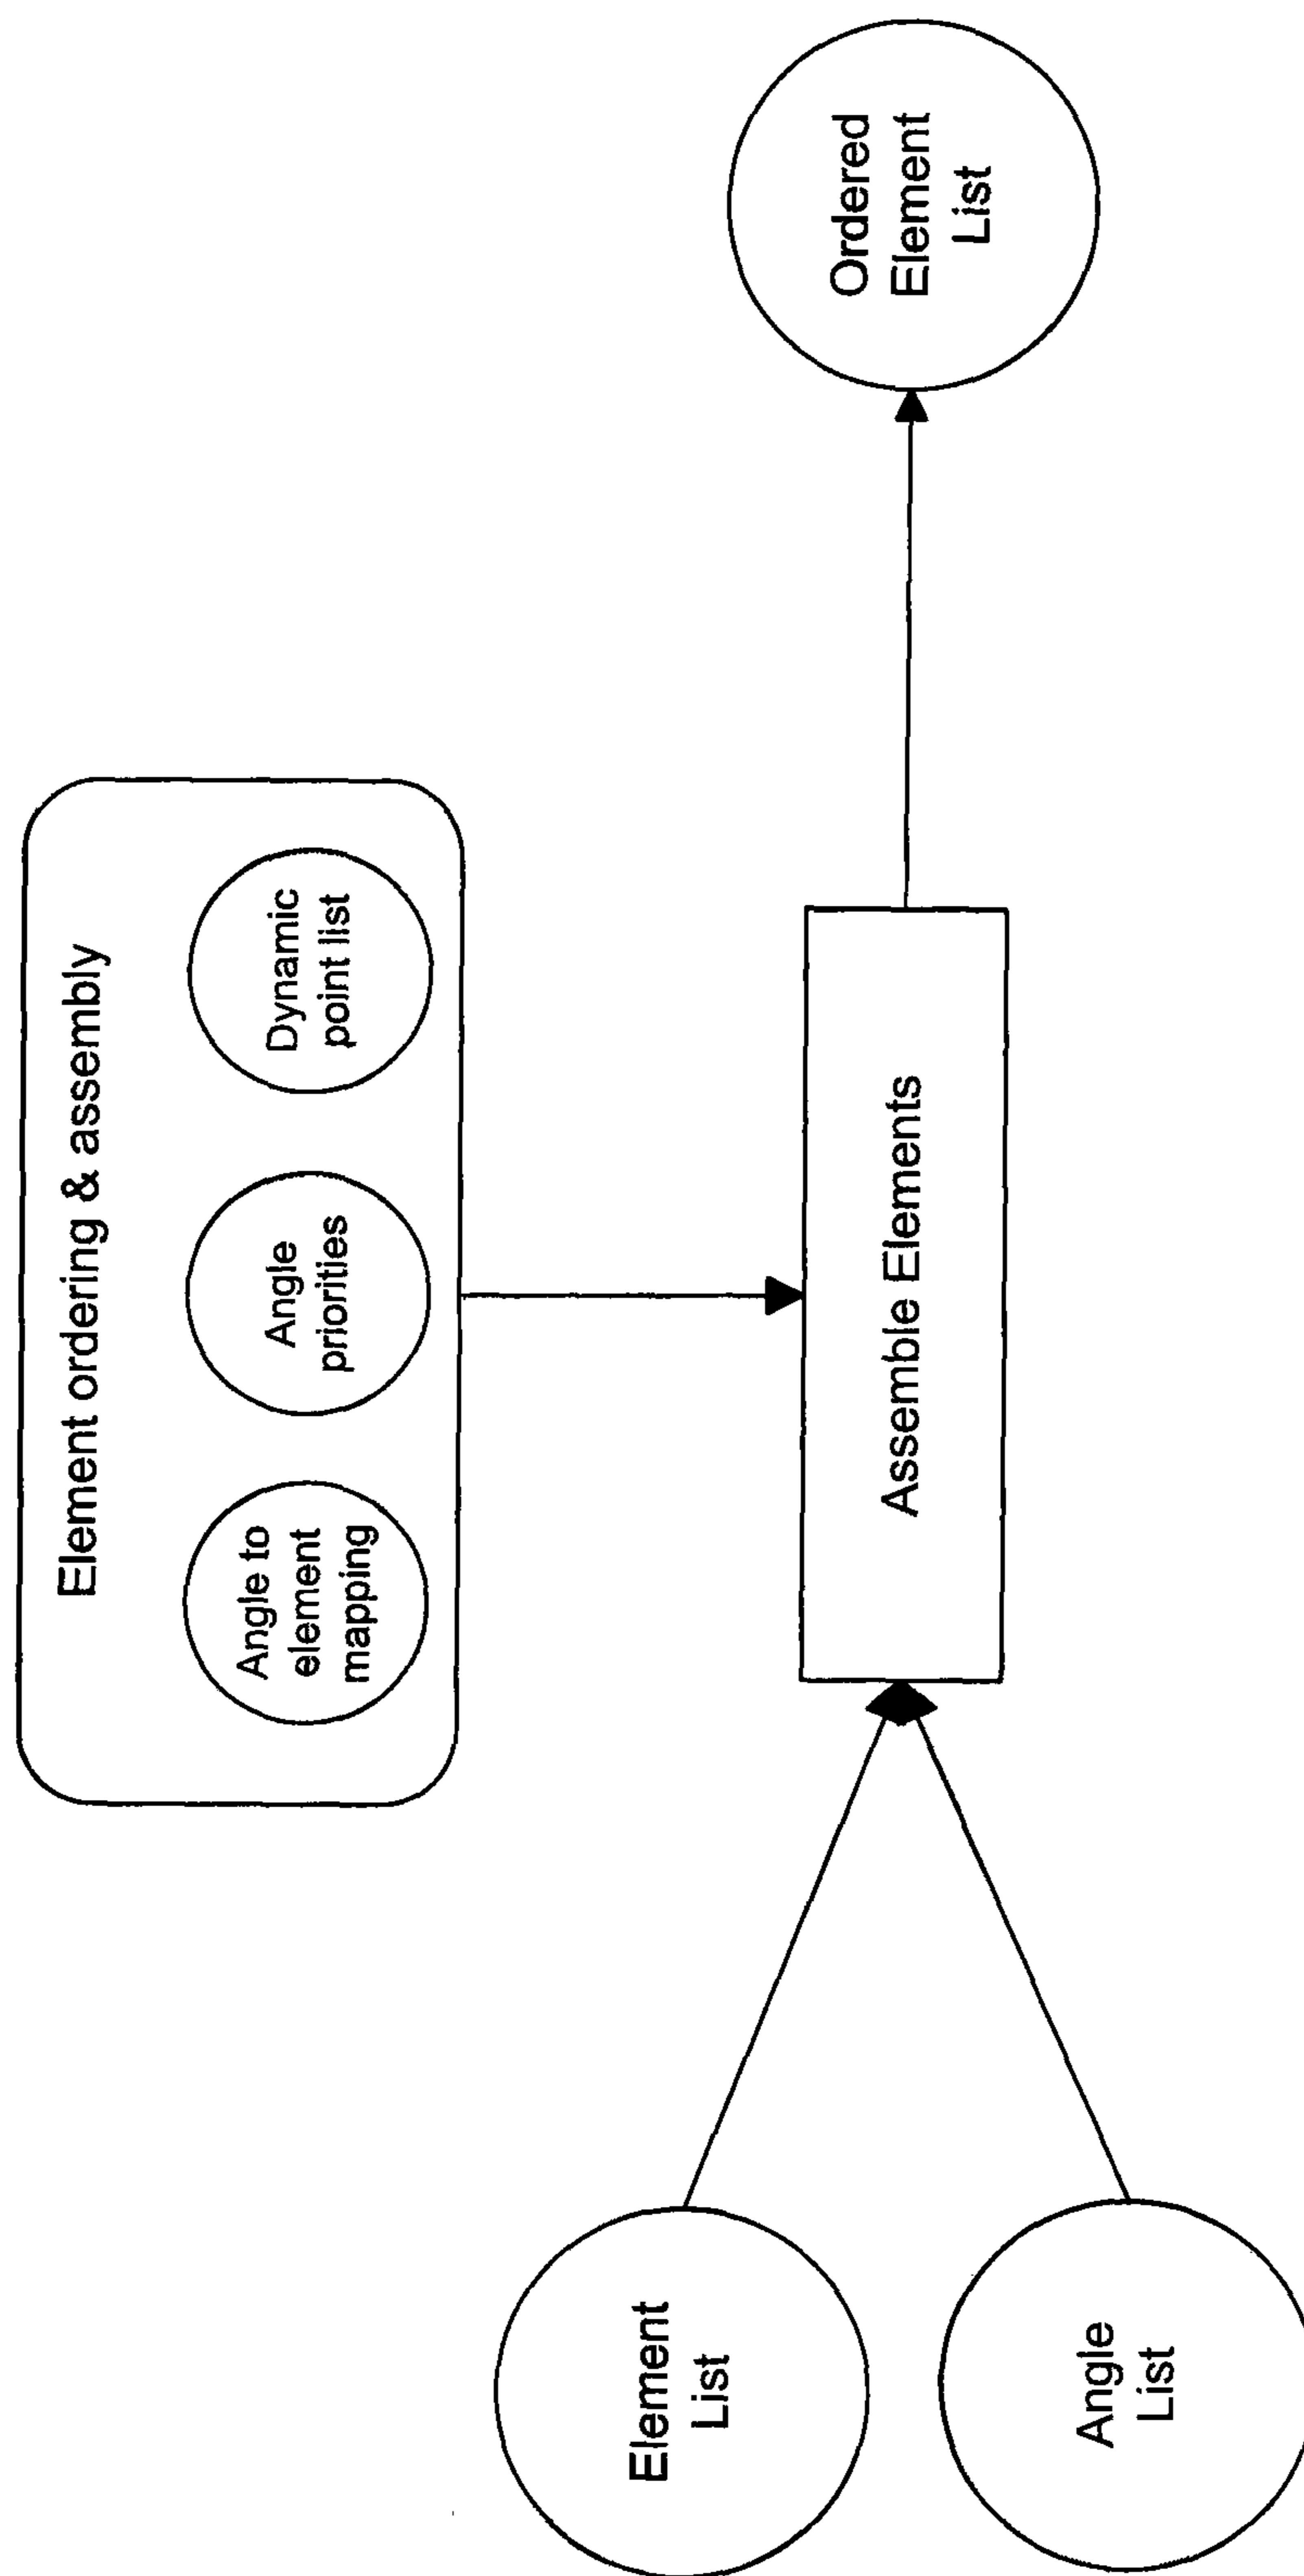 Element ordering & assembly
Angle to
element
mapping
Angle
priorities
Dynamic
point list
Element
List
Angle
List
Assemble Elements
Ordered
Element
List